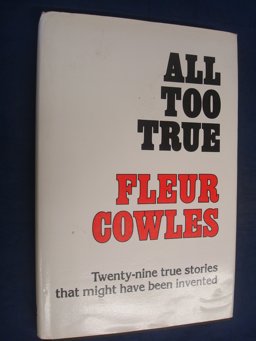 ALL
TOO
TRUE
FLEUR
COWLES
Twenty-nine true stories
that might have been invented